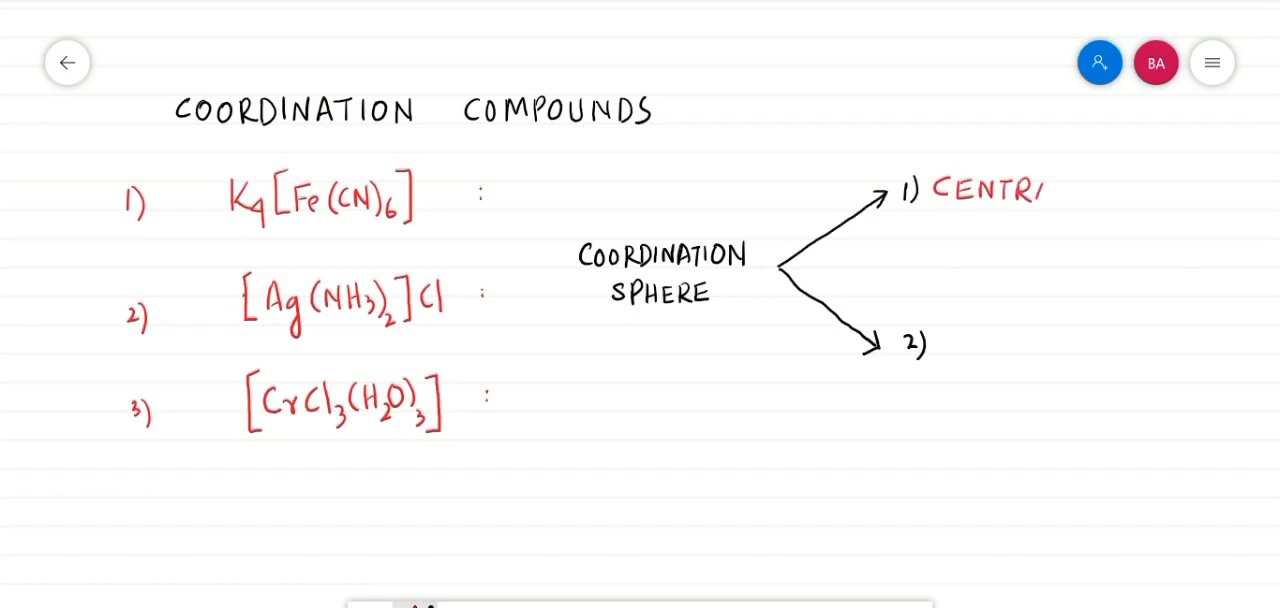 BA
COORDINATION COMPOUNDS
1) K4[Fe(CN)6] :
1) CENTRA
COORDINATION
SPHERE
2) [Ag(NH3)2]Cl :
2)
3) [CrCl3(H2O)3] :